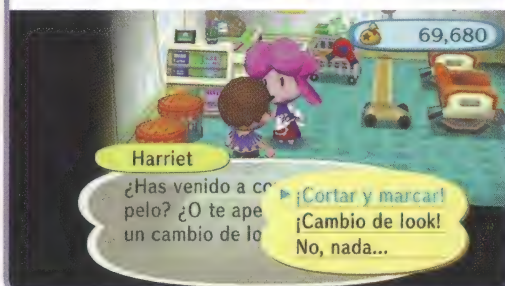 69,680
Harriet
¿Has venido a co
pelo? ¿O te ape
un cambio de lo
¡Cortar y marcar!
¡Cambio de look!
No, nada...